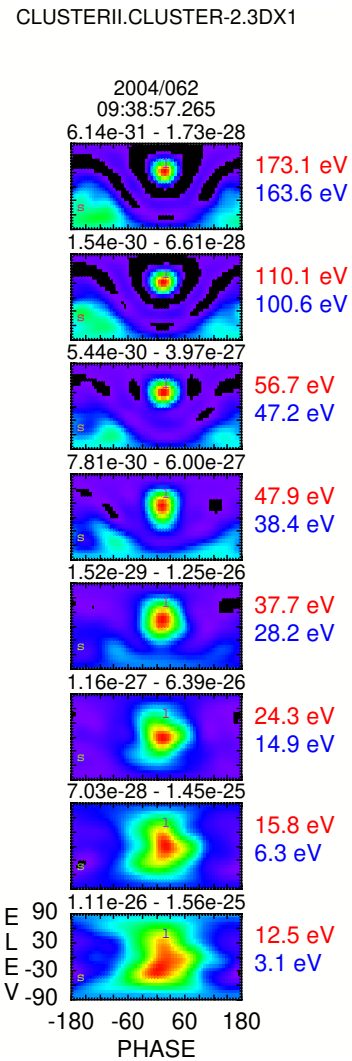 CLUSTERII.CLUSTER-2.3DX1
2004/062
09:38:57.265
6.14e-31 - 1.73e-28
173.1 eV
163.6 eV
s
1.54e-30 - 6.61e-28
110.1 eV
100.6 eV
s
5.44e-30 - 3.97e-27
56.7 eV
47.2 eV
s
7.81e-30 - 6.00e-27
47.9 eV
38.4 eV
s
1.52e-29 - 1.25e-26
37.7 eV
28.2 eV
s
1.16e-27 - 6.39e-26
24.3 eV
14.9 eV
s
7.03e-28 - 1.45e-25
15.8 eV
6.3 eV
s
1.11e-26 - 1.56e-25
12.5 eV
3.1 eV
s
ELEV
90
30
-30
-90
-180 -60 60 180
PHASE